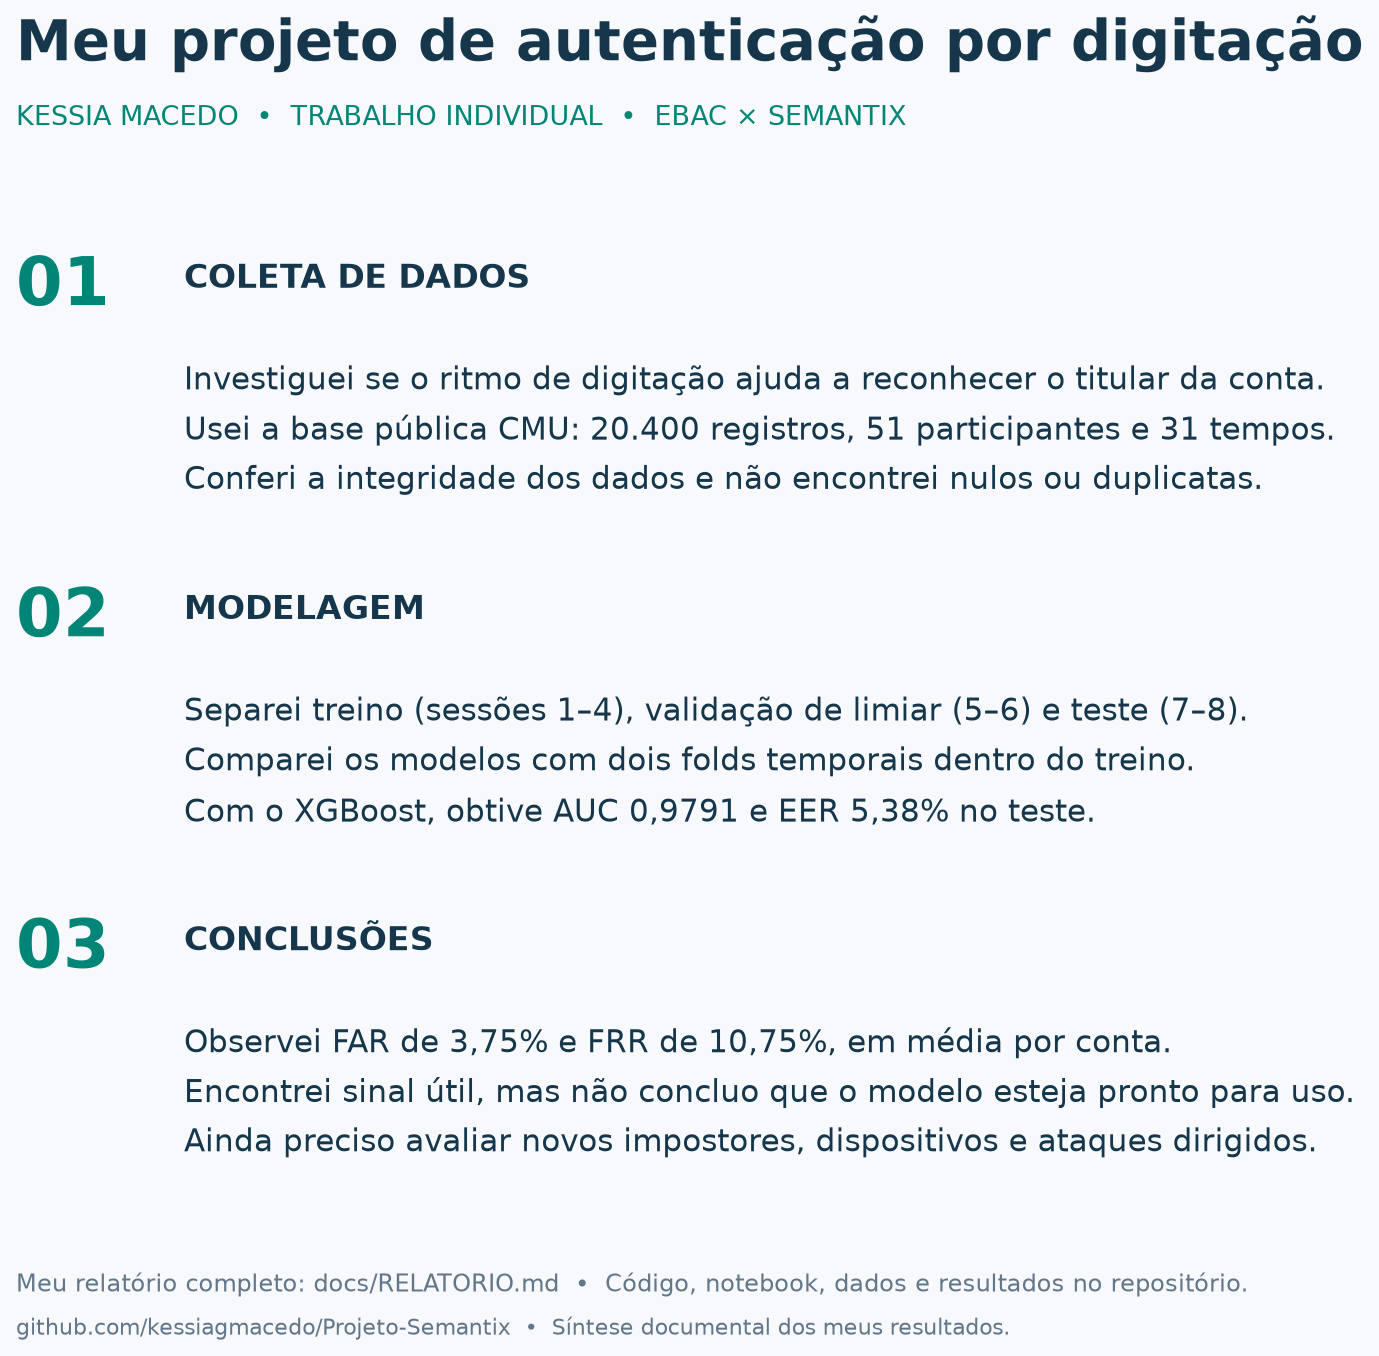 Meu projeto de autenticação por digitação
KESSIA MACEDO • TRABALHO INDIVIDUAL • EBAC × SEMANTIX
01 COLETA DE DADOS
Investiguei se o ritmo de digitação ajuda a reconhecer o titular da conta.
Usei a base pública CMU: 20.400 registros, 51 participantes e 31 tempos.
Conferi a integridade dos dados e não encontrei nulos ou duplicatas.
02 MODELAGEM
Separei treino (sessões 1–4), validação de limiar (5–6) e teste (7–8).
Comparei os modelos com dois folds temporais dentro do treino.
Com o XGBoost, obtive AUC 0,9791 e EER 5,38% no teste.
03 CONCLUSÕES
Observei FAR de 3,75% e FRR de 10,75%, em média por conta.
Encontrei sinal útil, mas não concluo que o modelo esteja pronto para uso.
Ainda preciso avaliar novos impostores, dispositivos e ataques dirigidos.
Meu relatório completo: docs/RELATORIO.md • Código, notebook, dados e resultados no repositório.
github.com/kessiagmacedo/Projeto-Semantix • Síntese documental dos meus resultados.